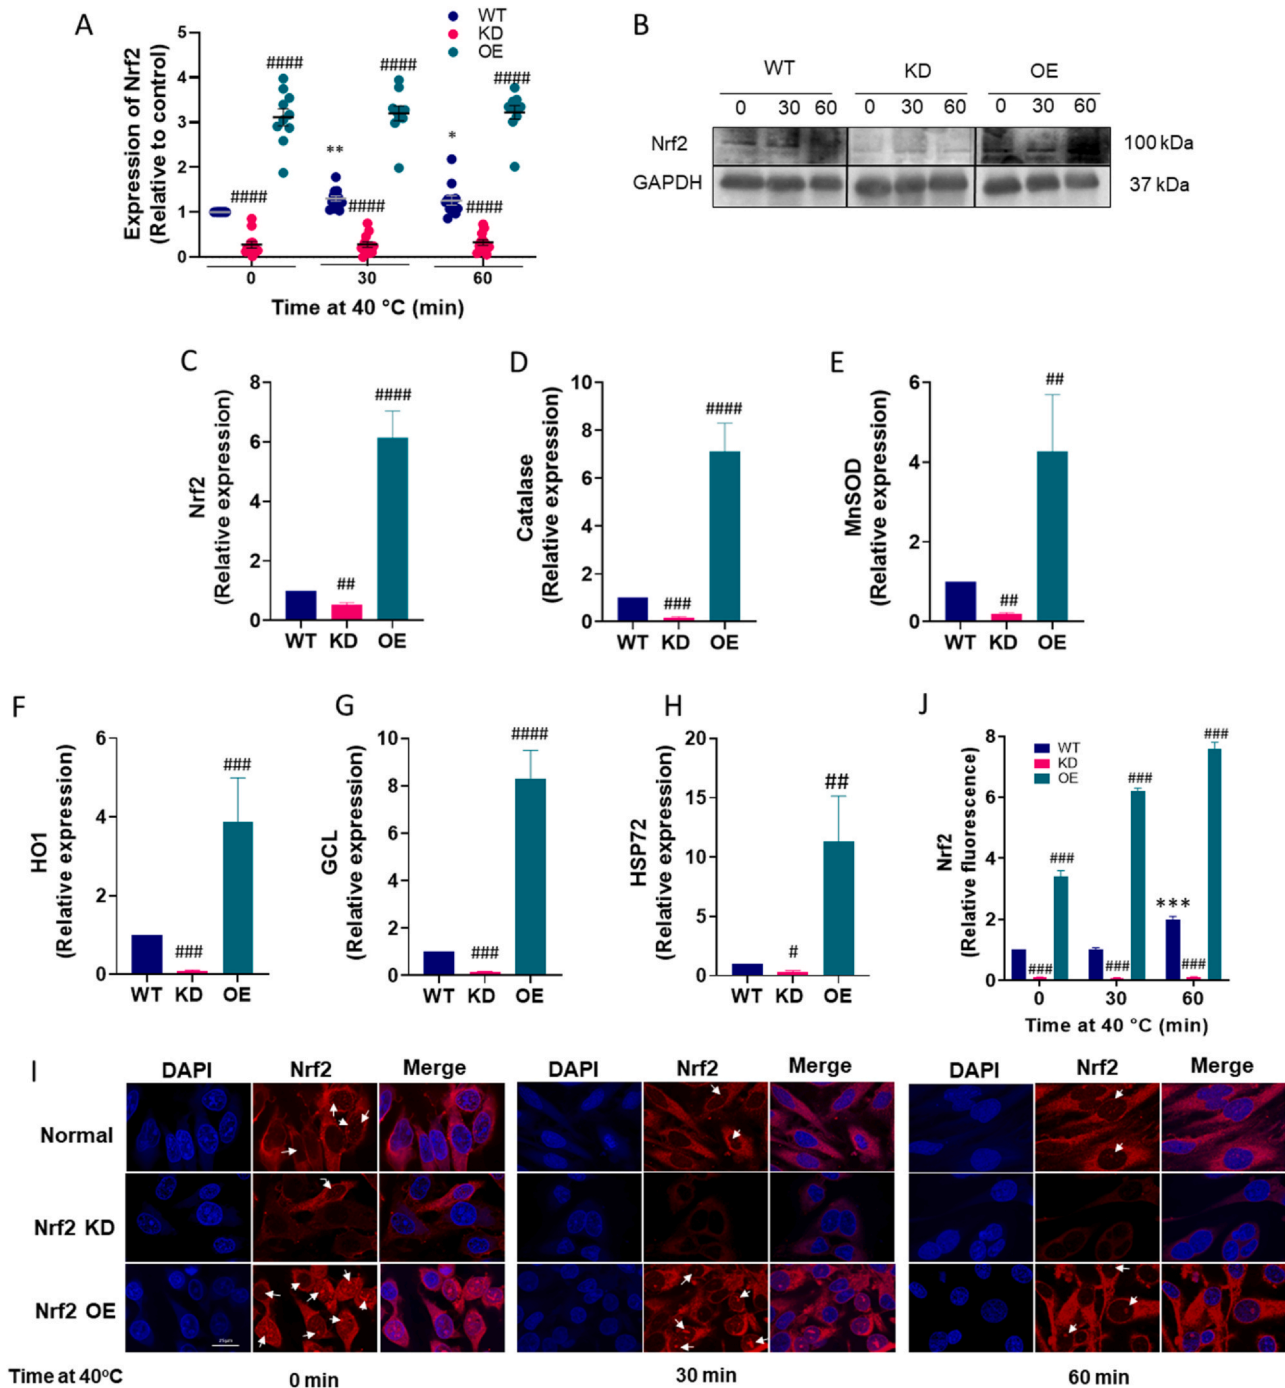 A
Expression of Nrf2
(Relative to control)
5
4
3
2
1
0
WT
KD
OE
####
####
####
**
*
####
####
####
0
30
60
Time at 40 °C (min)
B
WT
KD
OE
0
30
60
0
30
60
0
30
60
Nrf2
100 kDa
GAPDH
37 kDa
C
Nrf2
(Relative expression)
8
6
4
2
0
##
####
WT
KD
OE
D
Catalase
(Relative expression)
10
8
6
4
2
0
###
####
WT
KD
OE
E
MnSOD
(Relative expression)
6
4
2
0
##
##
WT
KD
OE
F
HO1
(Relative expression)
6
4
2
0
###
###
WT
KD
OE
G
GCL
(Relative expression)
10
8
6
4
2
0
###
####
WT
KD
OE
H
HSP72
(Relative expression)
20
15
10
5
0
#
##
WT
KD
OE
J
Nrf2
(Relative fluorescence)
8
6
4
2
0
WT
KD
OE
###
###
###
###
***
###
###
0
30
60
Time at 40 °C (min)
I
DAPI
Nrf2
Merge
DAPI
Nrf2
Merge
DAPI
Nrf2
Merge
Normal
Nrf2 KD
Nrf2 OE
Time at 40°C
0 min
30 min
60 min